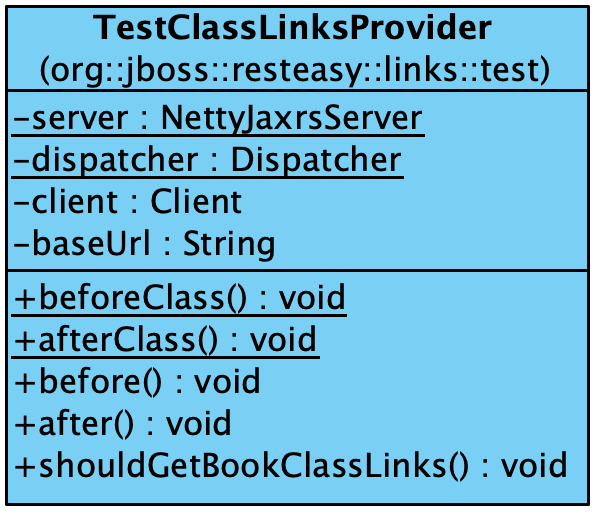 TestClassLinksProvider
(org::jboss::resteasy::links::test)
-server : NettyJaxrsServer
-dispatcher : Dispatcher
-client : Client
-baseUrl : String
+beforeClass() : void
+afterClass() : void
+before() : void
+after() : void
+shouldGetBookClassLinks() : void